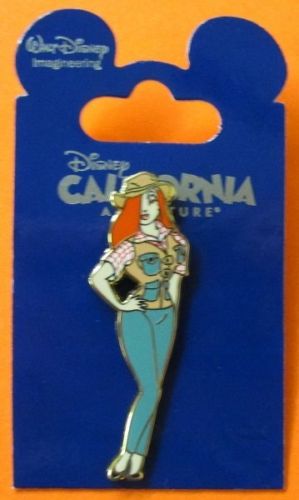 WALT DISNEY
Imagineering
Disney
CALIFORNIA
ADVENTURE®